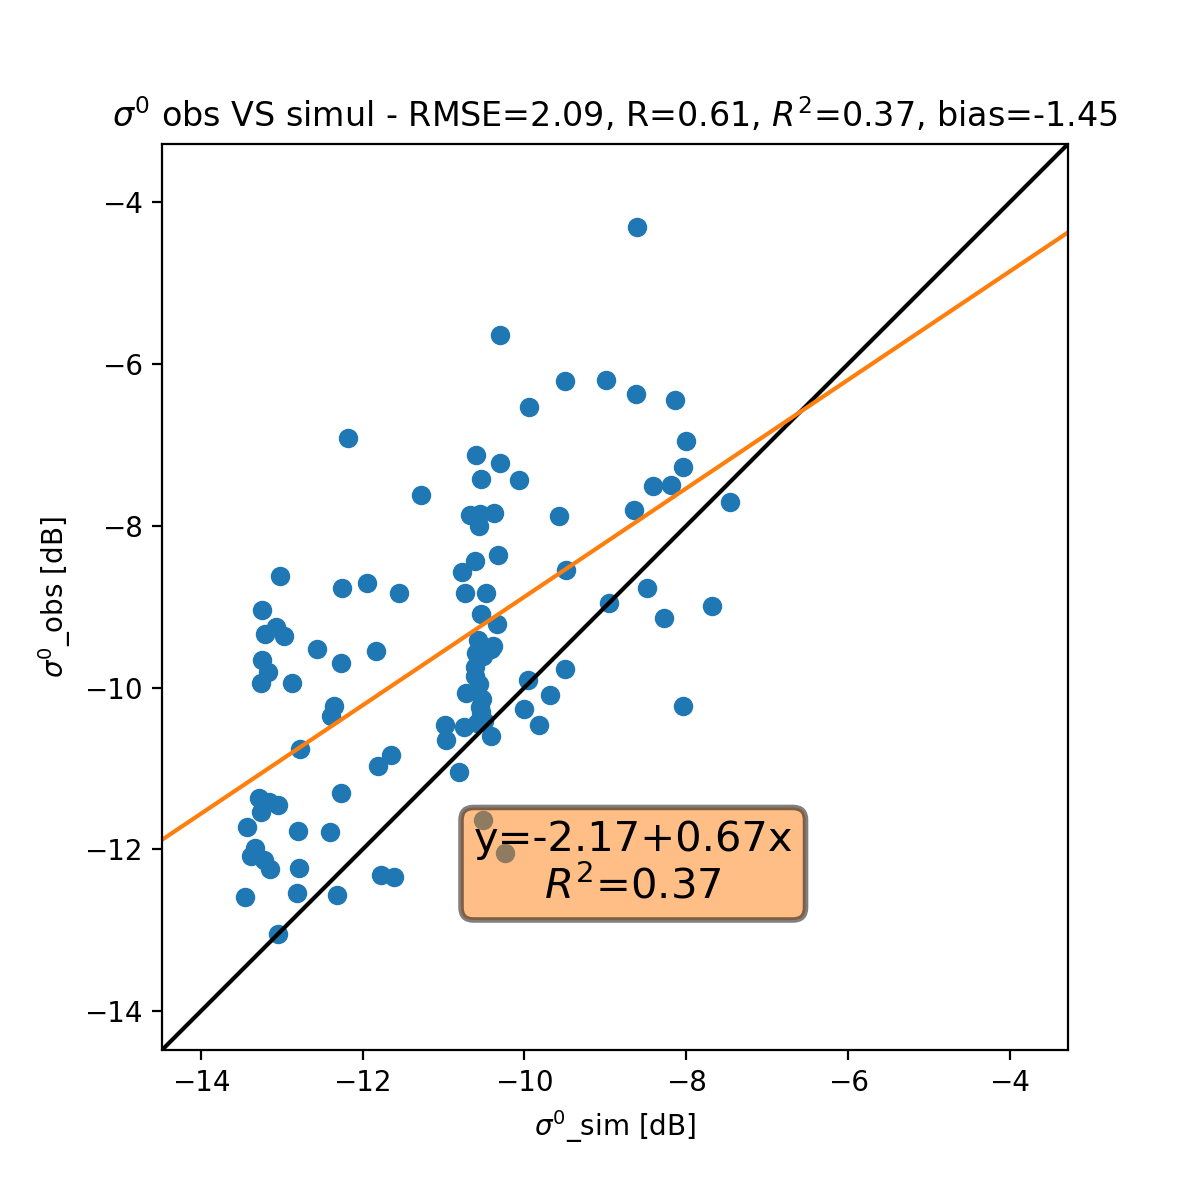 σ⁰ obs VS simul - RMSE=2.09, R=0.61, R²=0.37, bias=-1.45
−4
−6
−8
−10
−12
−14
σ⁰_obs [dB]
y=-2.17+0.67x
R²=0.37
−14 −12 −10 −8 −6 −4
σ⁰_sim [dB]